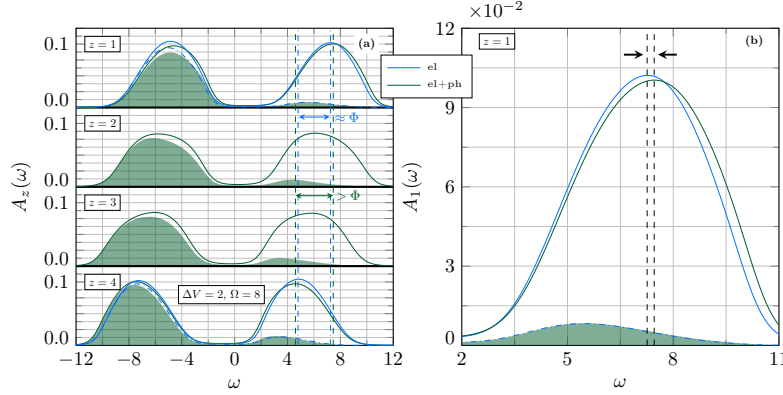 ×10⁻²
0.1
z = 1
(a)
0.0
≈ Φ
0.1
z = 2
0.0
> Φ
0.1
z = 3
0.0
0.1
z = 4
ΔV = 2, Ω = 8
0.0
−12 −8 −4 0 4 8 12
ω
A_z(ω)
el
el+ph
z = 1
(b)
12
9
6
3
0
2 5 8 11
ω
A_1(ω)